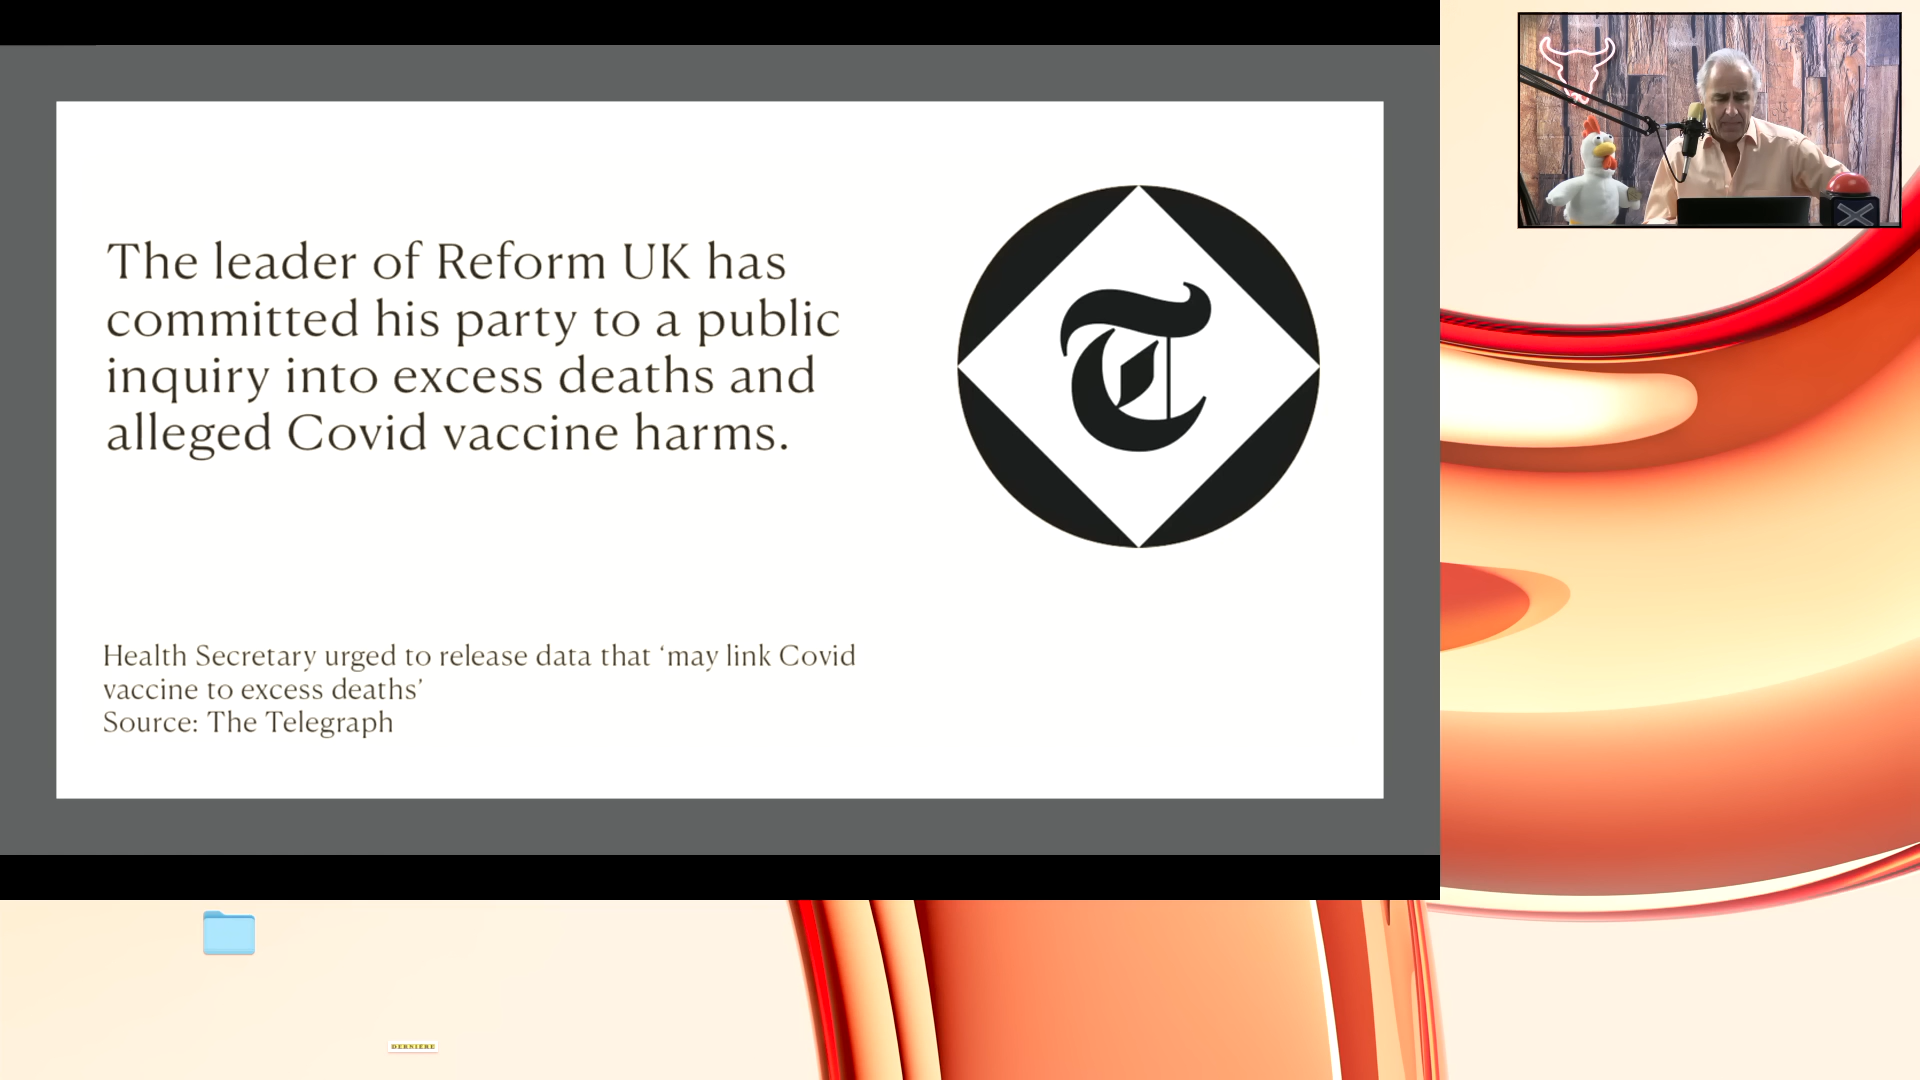 The leader of Reform UK has
committed his party to a public
inquiry into excess deaths and
alleged Covid vaccine harms.
T
Health Secretary urged to release data that ‘may link Covid
vaccine to excess deaths’
Source: The Telegraph
DERNIÈRE